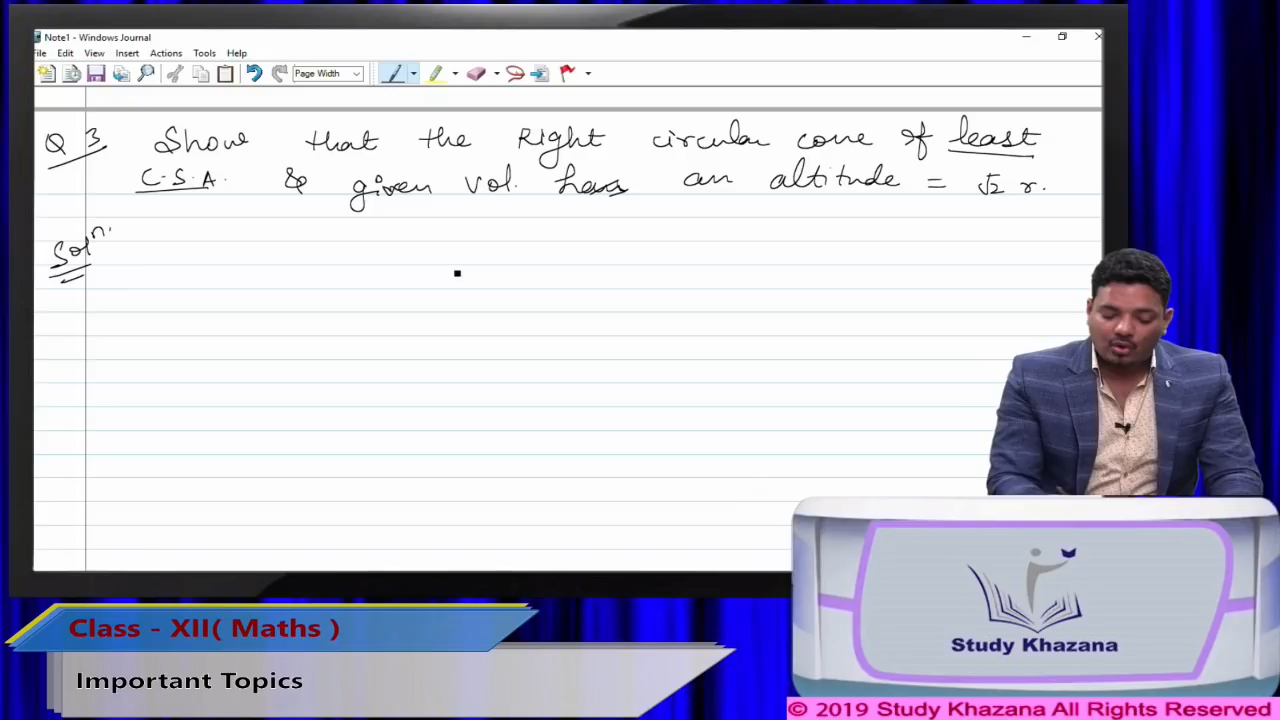 Note1 - Windows Journal
File Edit View Insert Actions Tools Help
Page Width
Q 3 Show that the Right circular cone of least
C.S.A. & given vol. has an altitude = √2 r.
Soln.
Study Khazana
Class - XII( Maths )
Important Topics
© 2019 Study Khazana All Rights Reserved